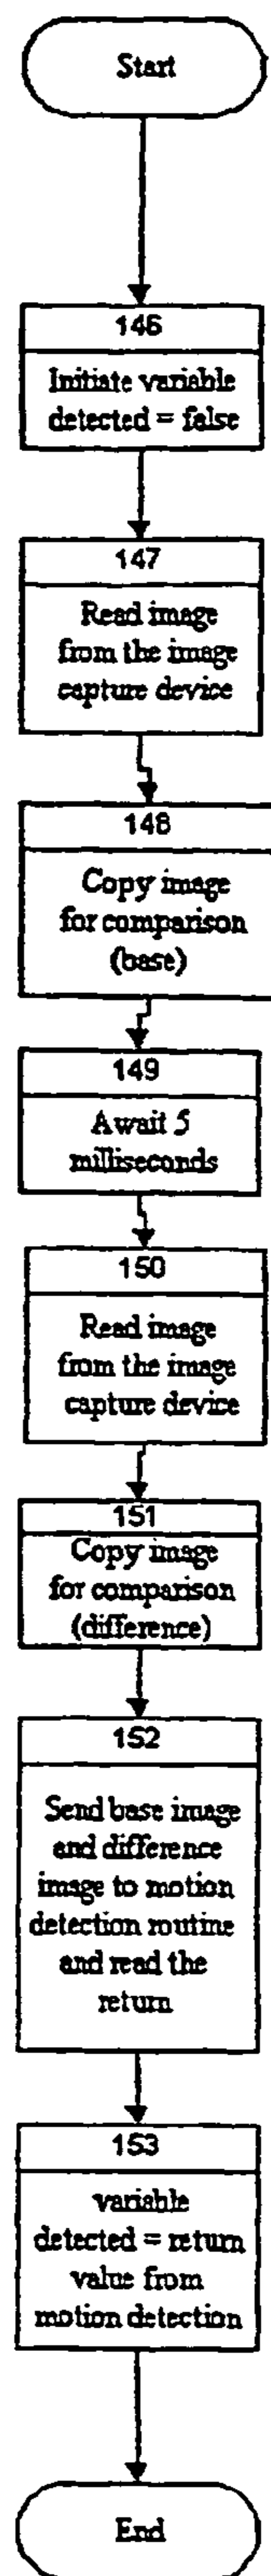 Start
146
Initiate variable
detected = false
147
Read image
from the image
capture device
148
Copy image
for comparison
(base)
149
Await 5
milliseconds
150
Read image
from the image
capture device
151
Copy image
for comparison
(difference)
152
Send base image
and difference
image to motion
detection routine
and read the
return
153
variable
detected = return
value from
motion detection
End